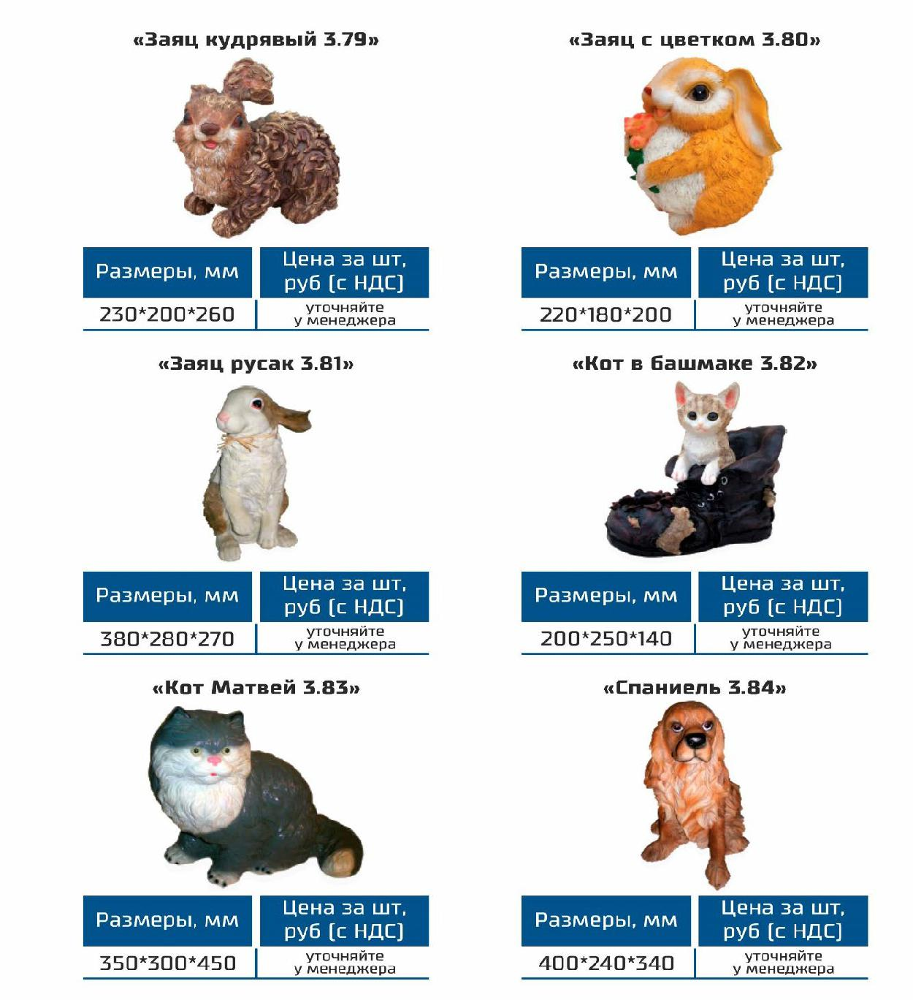 «Заяц кудрявый 3.79»
Размеры, мм
Цена за шт,
руб (с НДС)
230*200*260
уточняйте
у менеджера
«Заяц с цветком 3.80»
Размеры, мм
Цена за шт,
руб (с НДС)
220*180*200
уточняйте
у менеджера
«Заяц русак 3.81»
Размеры, мм
Цена за шт,
руб (с НДС)
380*280*270
уточняйте
у менеджера
«Кот в башмаке 3.82»
Размеры, мм
Цена за шт,
руб (с НДС)
200*250*140
уточняйте
у менеджера
«Кот Матвей 3.83»
Размеры, мм
Цена за шт,
руб (с НДС)
350*300*450
уточняйте
у менеджера
«Спаниель 3.84»
Размеры, мм
Цена за шт,
руб (с НДС)
400*240*340
уточняйте
у менеджера